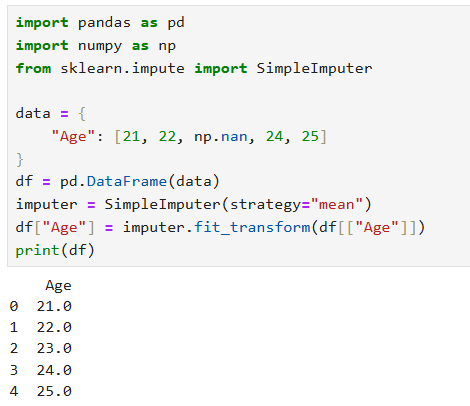 import pandas as pd
import numpy as np
from sklearn.impute import SimpleImputer

data = {
    "Age": [21, 22, np.nan, 24, 25]
}
df = pd.DataFrame(data)
imputer = SimpleImputer(strategy="mean")
df["Age"] = imputer.fit_transform(df[["Age"]])
print(df)
    Age
0  21.0
1  22.0
2  23.0
3  24.0
4  25.0